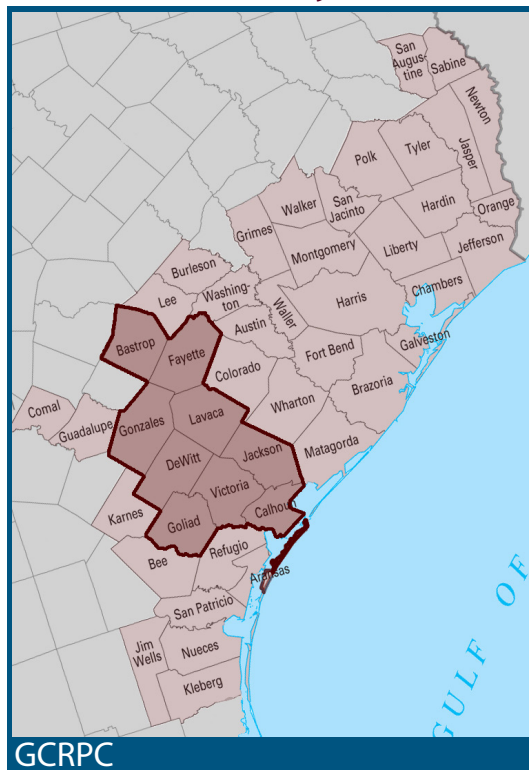 San
Augus-
tine
Sabine
Newton
Polk
Tyler
Jasper
Walker
San
Jacinto
Hardin
Orange
Grimes
Montgomery
Liberty
Jefferson
Burleson
Washing-
ton
Waller
Harris
Chambers
Lee
Austin
Bastrop
Fayette
Colorado
Fort Bend
Galveston
Brazoria
Comal
Guadalupe
Gonzales
Lavaca
Wharton
Matagorda
DeWitt
Jackson
Victoria
Karnes
Goliad
Calhoun
Bee
Refugio
Aransas
San Patricio
Jim
Wells
Nueces
Kleberg
GULF OF
GCRPC